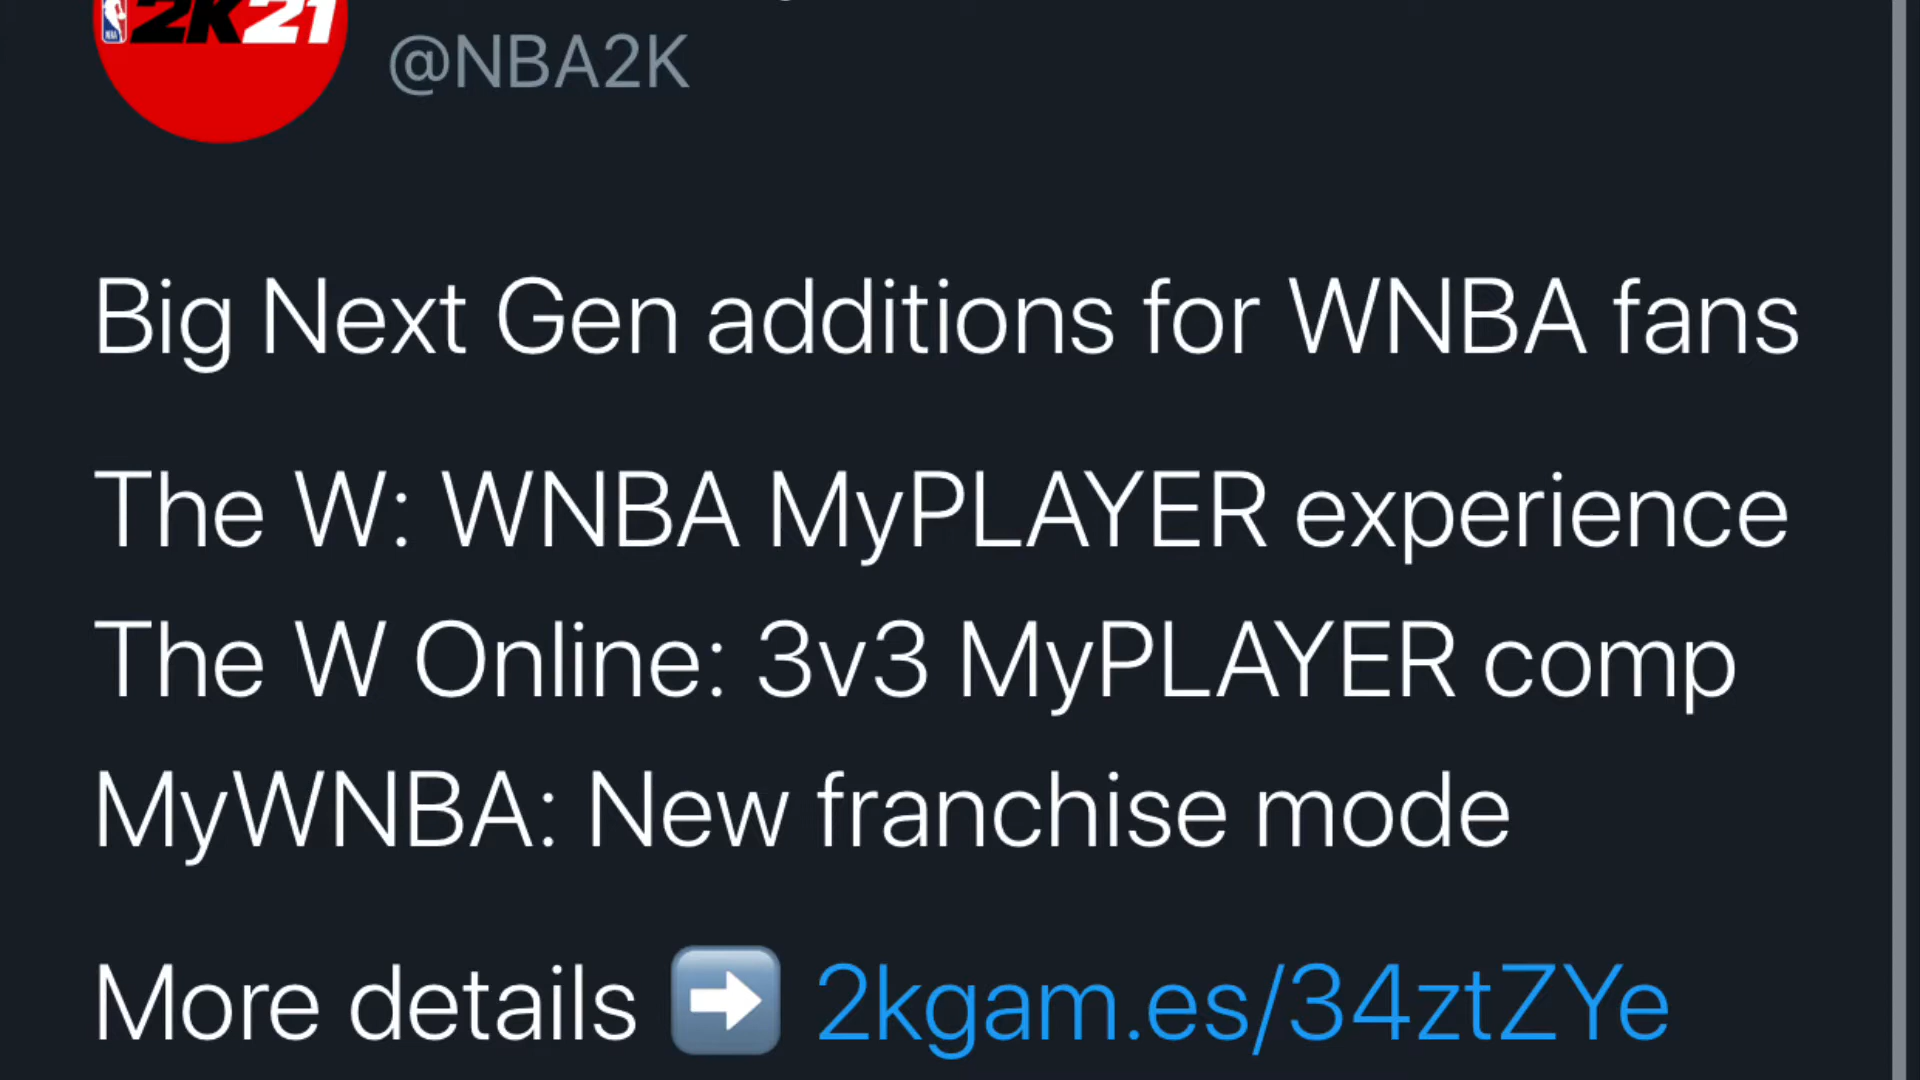 2K21
@NBA2K
Big Next Gen additions for WNBA fans
The W: WNBA MyPLAYER experience
The W Online: 3v3 MyPLAYER comp
MyWNBA: New franchise mode
More details ➡️ 2kgam.es/34ztZYe